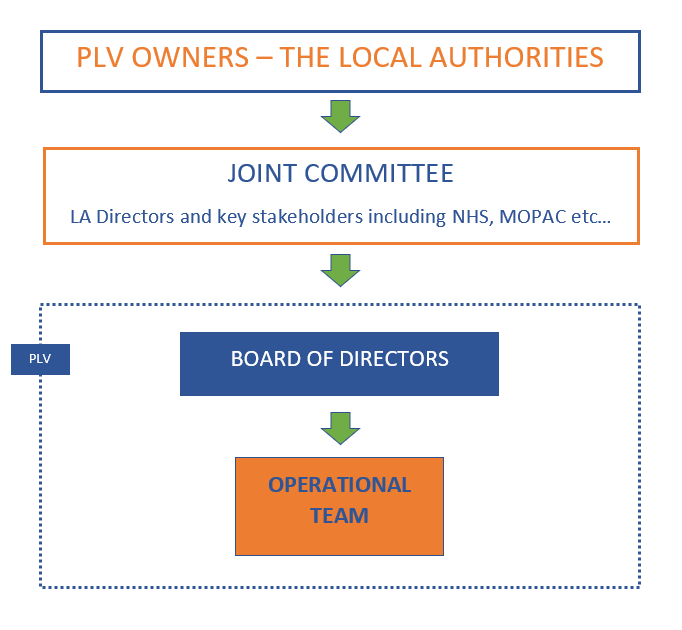 PLV OWNERS – THE LOCAL AUTHORITIES
JOINT COMMITTEE
LA Directors and key stakeholders including NHS, MOPAC etc…
PLV
BOARD OF DIRECTORS
OPERATIONAL
TEAM